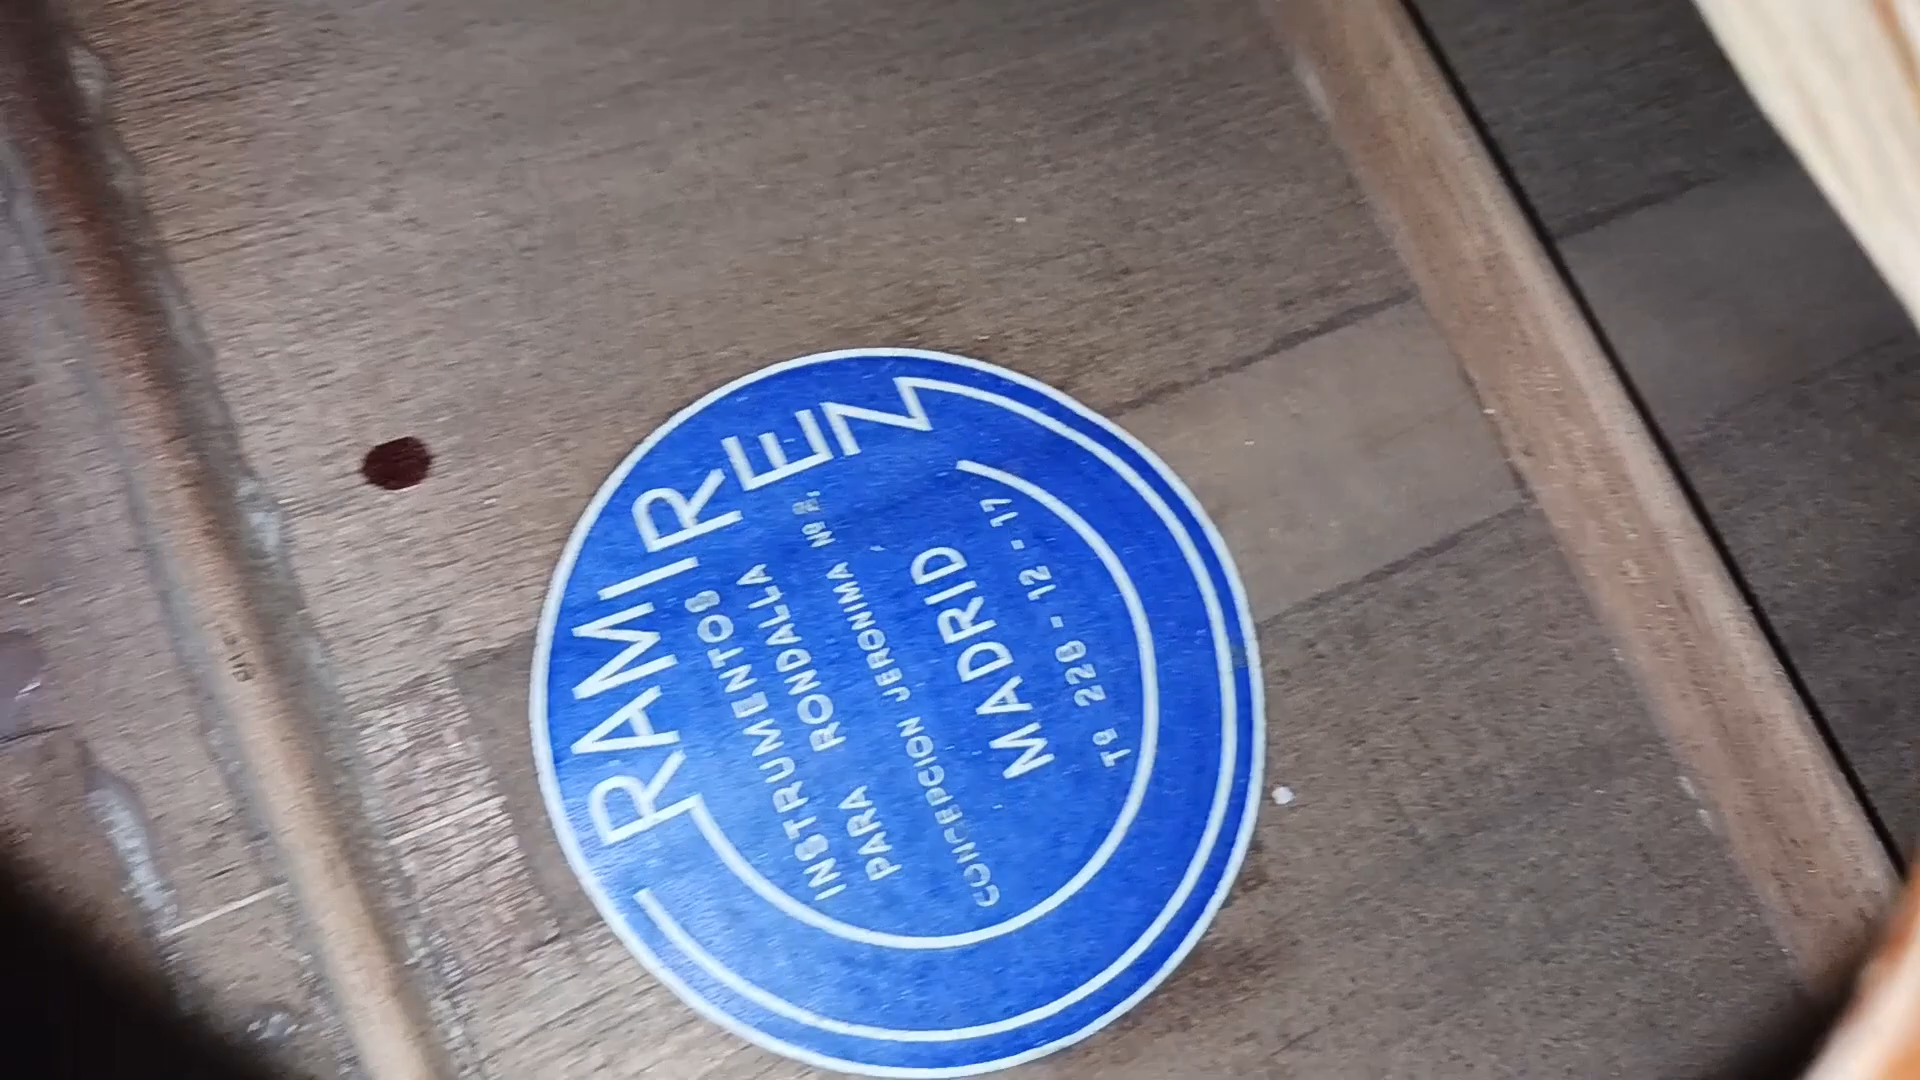 RAMIREZ
INSTRUMENTOS
PARA RONDALLA
CONCEPCION JERONIMA Nº 2,
MADRID
Tº 228 - 12 - 17